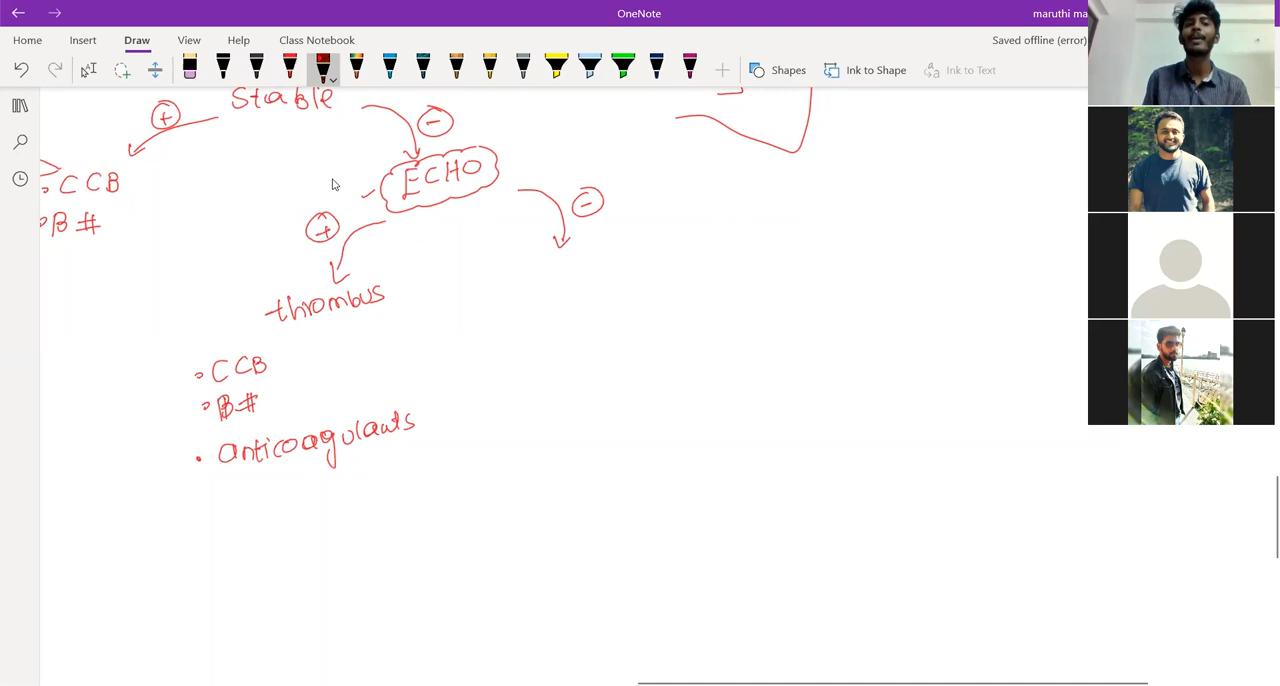 OneNote
maruthi ma
Home Insert Draw View Help Class Notebook
Saved offline (error)
Shapes
Ink to Shape
Ink to Text
Stable
+
−
ECHO
• CCB
• B #
+
−
thrombus
• CCB
• B #
• anticoagulants